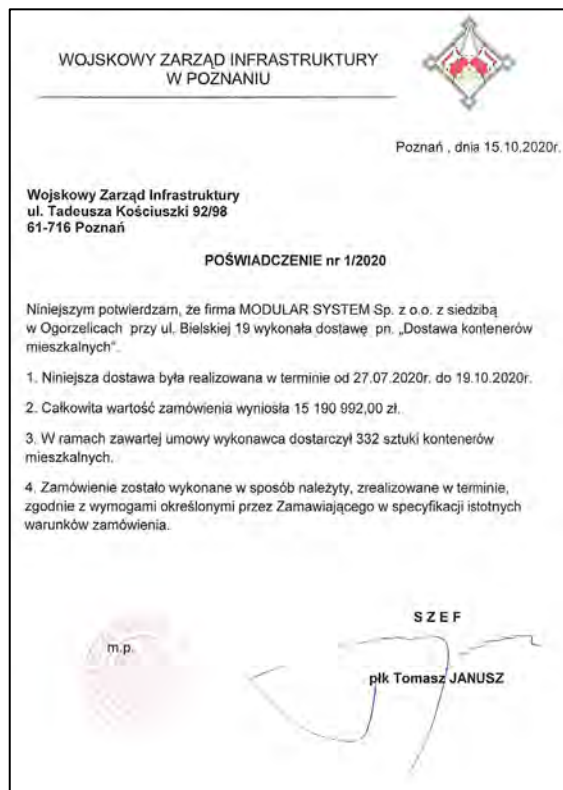 WOJSKOWY ZARZĄD INFRASTRUKTURY
W POZNANIU
Poznań , dnia 15.10.2020r.
Wojskowy Zarząd Infrastruktury
ul. Tadeusza Kościuszki 92/98
61-716 Poznań
POŚWIADCZENIE nr 1/2020
Niniejszym potwierdzam, że firma MODULAR SYSTEM Sp. z o.o. z siedzibą
w Ogorzelicach przy ul. Bielskiej 19 wykonała dostawę pn. „Dostawa kontenerów
mieszkalnych”.
1. Niniejsza dostawa była realizowana w terminie od 27.07.2020r. do 19.10.2020r.
2. Całkowita wartość zamówienia wyniosła 15 190 992,00 zł.
3. W ramach zawartej umowy wykonawca dostarczył 332 sztuki kontenerów
mieszkalnych.
4. Zamówienie zostało wykonane w sposób należyty, zrealizowane w terminie,
zgodnie z wymogami określonymi przez Zamawiającego w specyfikacji istotnych
warunków zamówienia.
S Z E F
m.p.
płk Tomasz JANUSZ